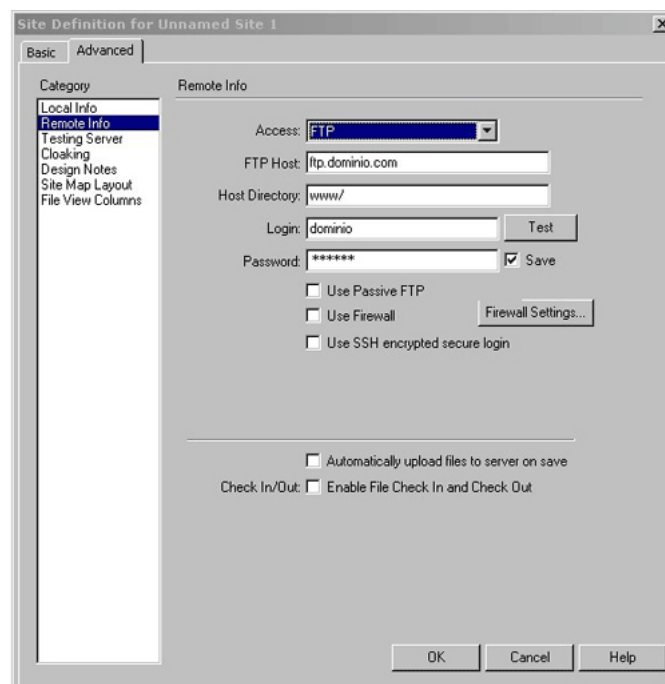 Site Definition for Unnamed Site 1
Basic
Advanced
Category
Local Info
Remote Info
Testing Server
Cloaking
Design Notes
Site Map Layout
File View Columns
Remote Info
Access: FTP
FTP Host: ftp.dominio.com
Host Directory: www/
Login: dominio
Test
Password: ******
Save
Use Passive FTP
Use Firewall
Firewall Settings...
Use SSH encrypted secure login
Automatically upload files to server on save
Check In/Out: Enable File Check In and Check Out
OK
Cancel
Help